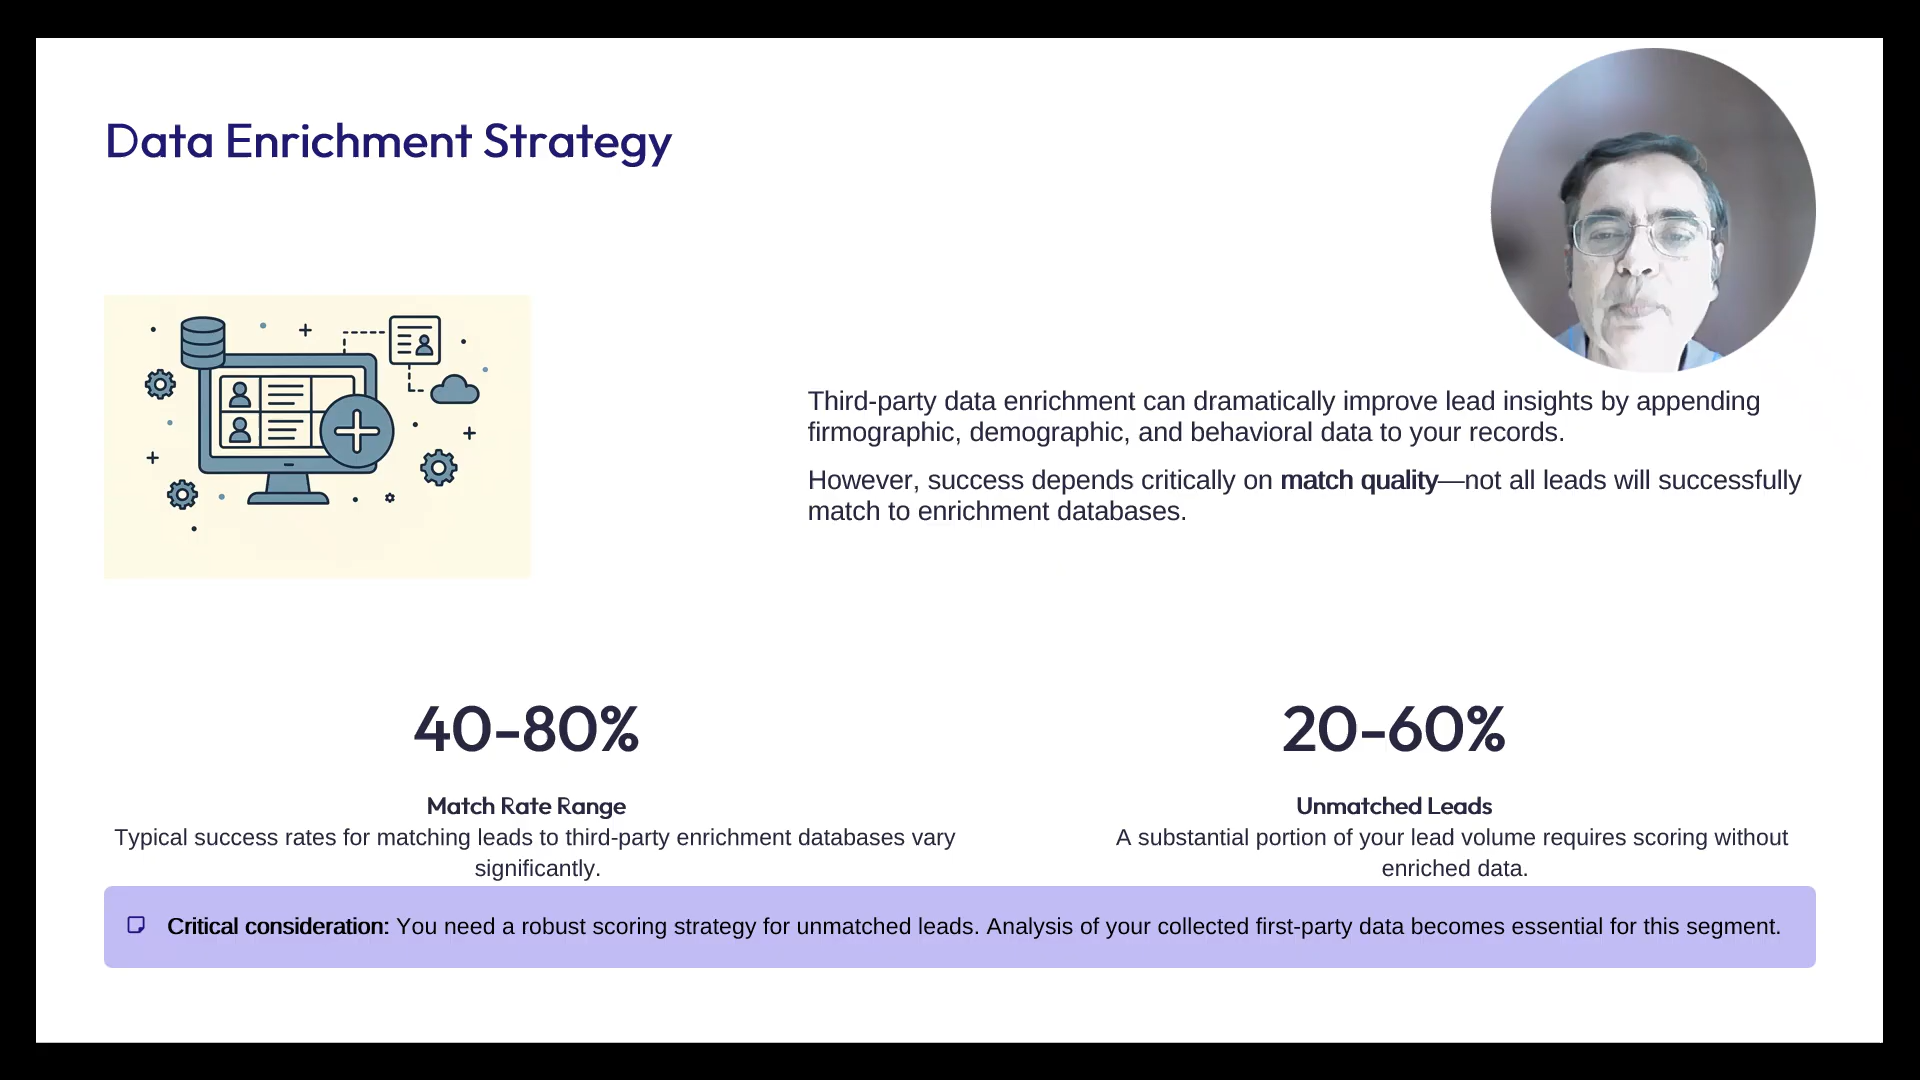 Data Enrichment Strategy
Third-party data enrichment can dramatically improve lead insights by appending
firmographic, demographic, and behavioral data to your records.
However, success depends critically on match quality—not all leads will successfully
match to enrichment databases.
40-80%
Match Rate Range
Typical success rates for matching leads to third-party enrichment databases vary
significantly.
20-60%
Unmatched Leads
A substantial portion of your lead volume requires scoring without
enriched data.
Critical consideration: You need a robust scoring strategy for unmatched leads. Analysis of your collected first-party data becomes essential for this segment.